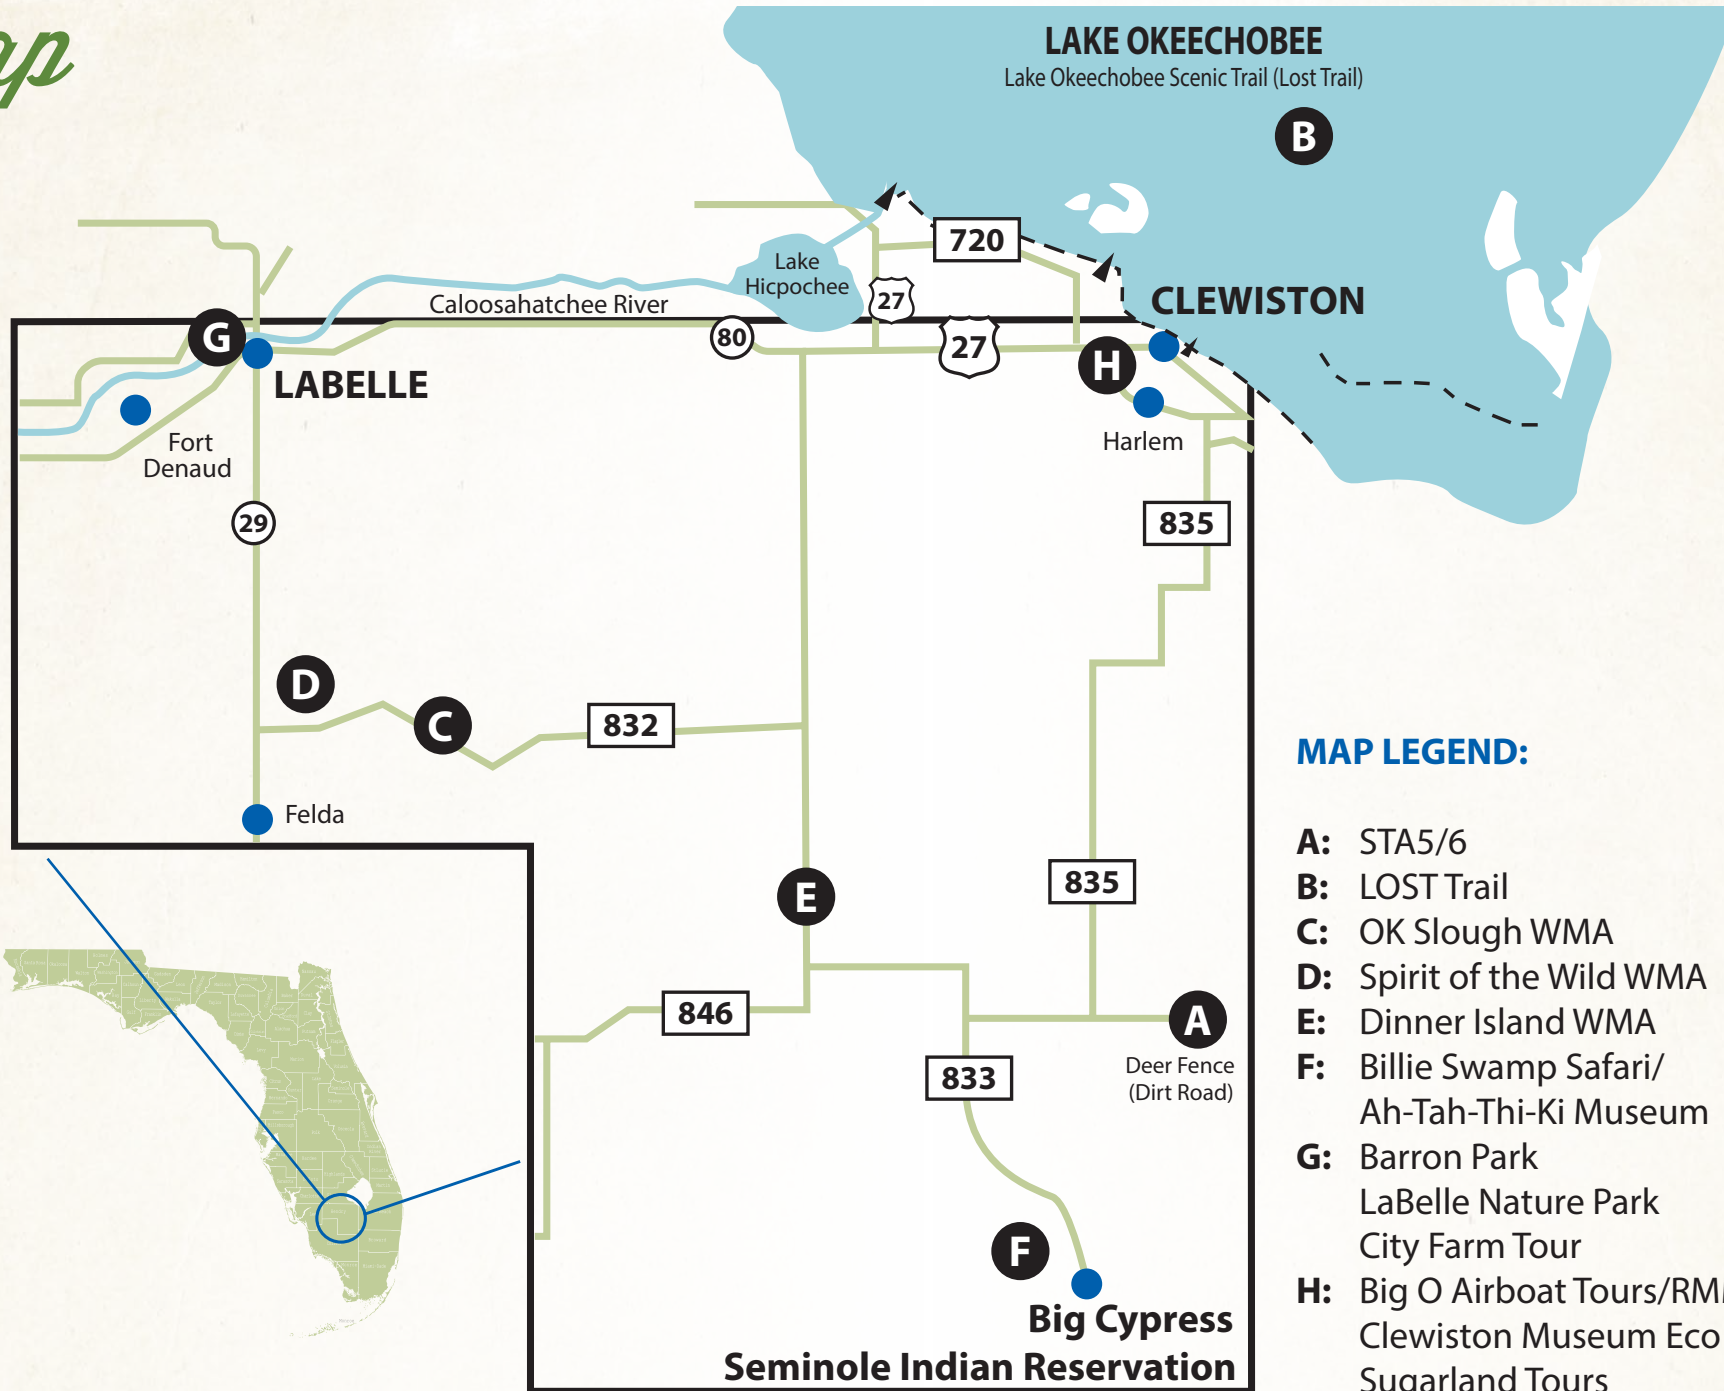 LAKE OKEECHOBEE
Lake Okeechobee Scenic Trail (Lost Trail)
B
720
Lake
Hicpochee
27
Caloosahatchee River
CLEWISTON
G
80
27
H
LABELLE
Fort
Denaud
Harlem
29
835
D
C
832
Felda
E
835
846
A
833
Deer Fence
(Dirt Road)
F
Big Cypress
Seminole Indian Reservation
MAP LEGEND:
A: STA5/6
B: LOST Trail
C: OK Slough WMA
D: Spirit of the Wild WMA
E: Dinner Island WMA
F: Billie Swamp Safari/
Ah-Tah-Thi-Ki Museum
G: Barron Park
LaBelle Nature Park
City Farm Tour
H: Big O Airboat Tours/
Clewiston Museum Eco
Sugarland Tours